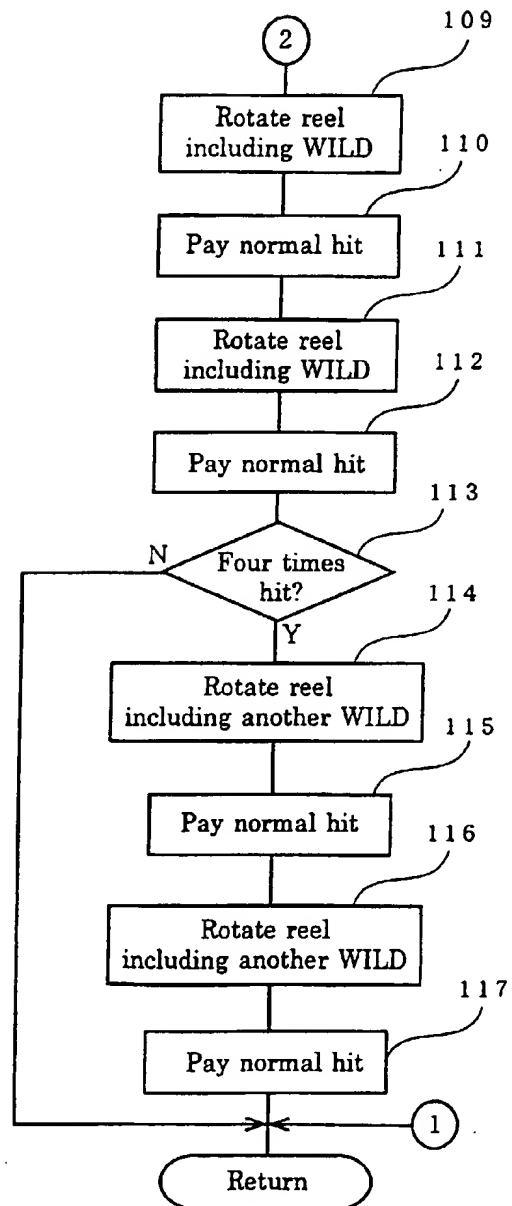 109
2
Rotate reel
including WILD
110
Pay normal hit
111
Rotate reel
including WILD
112
Pay normal hit
113
N
Four times
hit?
Y
114
Rotate reel
including another WILD
115
Pay normal hit
116
Rotate reel
including another WILD
117
Pay normal hit
1
Return